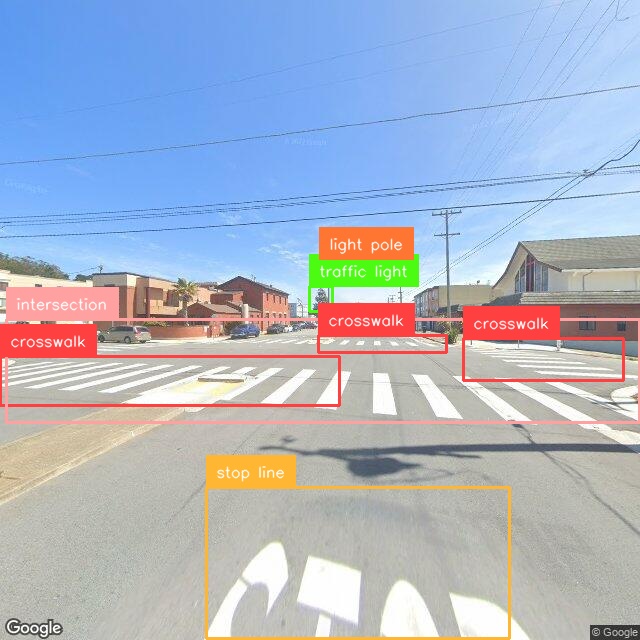 light pole
traffic light
intersection
crosswalk
crosswalk
crosswalk
stop line
Google
© Google